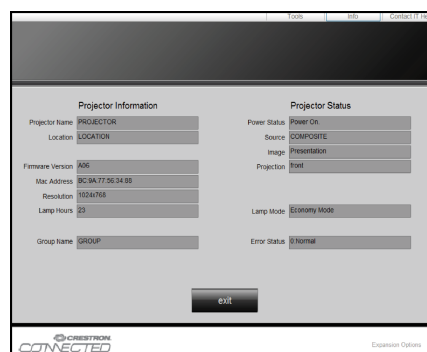 Tools Info Contact IT He
Projector Information
Projector Name PROJECTOR
Location LOCATION
Firmware Version A06
Mac Address BC:9A:77:56:34:88
Resolution 1024x768
Lamp Hours 23
Group Name GROUP
Projector Status
Power Status Power On.
Source COMPOSITE
Image Presentation
Projection front
Lamp Mode Economy Mode
Error Status 0:Normal
exit
CRESTRON.
CONNECTED
Expansion Options